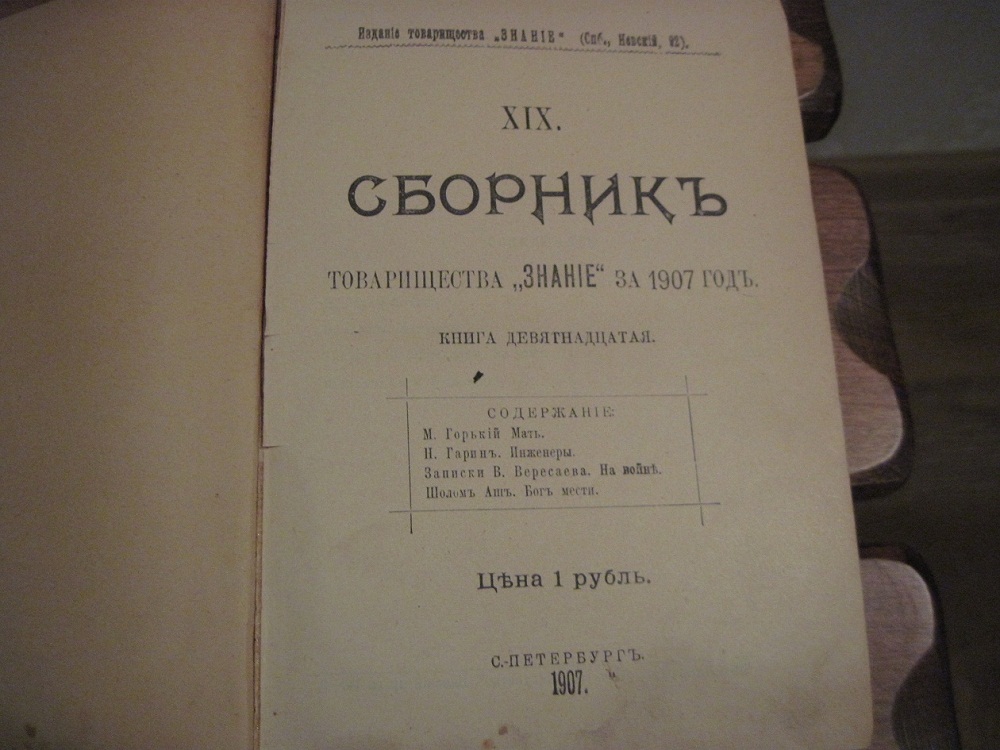 Изданіе товарищества „ЗНАНІЕ“ (Спб., Невскій, 92).
XIX.
СБОРНИКЪ
ТОВАРИЩЕСТВА „ЗНАНІЕ“ ЗА 1907 ГОДЪ.
КНИГА ДЕВЯТНАДЦАТАЯ.
СОДЕРЖАНІЕ:
М. Горькій Мать.
Н. Гаринъ. Инженеры.
Записки В. Вересаева. На войнѣ.
Шоломъ Ашъ. Богъ мести.
Цѣна 1 рубль.
С.-ПЕТЕРБУРГЪ.
1907.